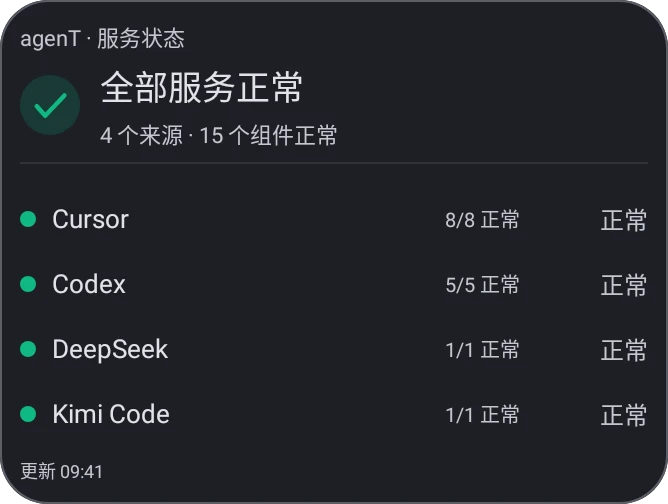 agenT · 服务状态
全部服务正常
4 个来源 · 15 个组件正常
Cursor 8/8 正常 正常
Codex 5/5 正常 正常
DeepSeek 1/1 正常 正常
Kimi Code 1/1 正常 正常
更新 09:41